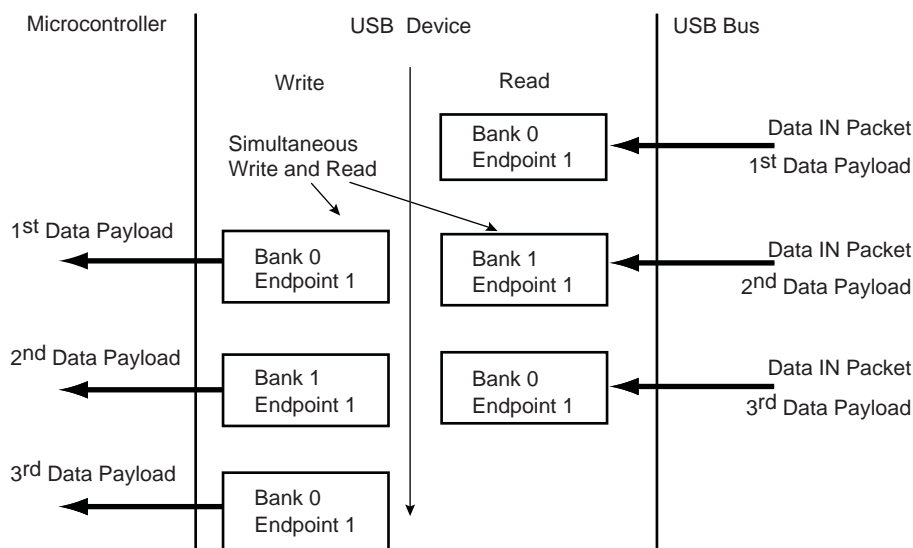 Microcontroller
USB Device
USB Bus
Write
Read
Bank 0
Endpoint 1
Data IN Packet
1st Data Payload
Simultaneous
Write and Read
1st Data Payload
Bank 0
Endpoint 1
Bank 1
Endpoint 1
Data IN Packet
2nd Data Payload
2nd Data Payload
Bank 1
Endpoint 1
Bank 0
Endpoint 1
Data IN Packet
3rd Data Payload
3rd Data Payload
Bank 0
Endpoint 1